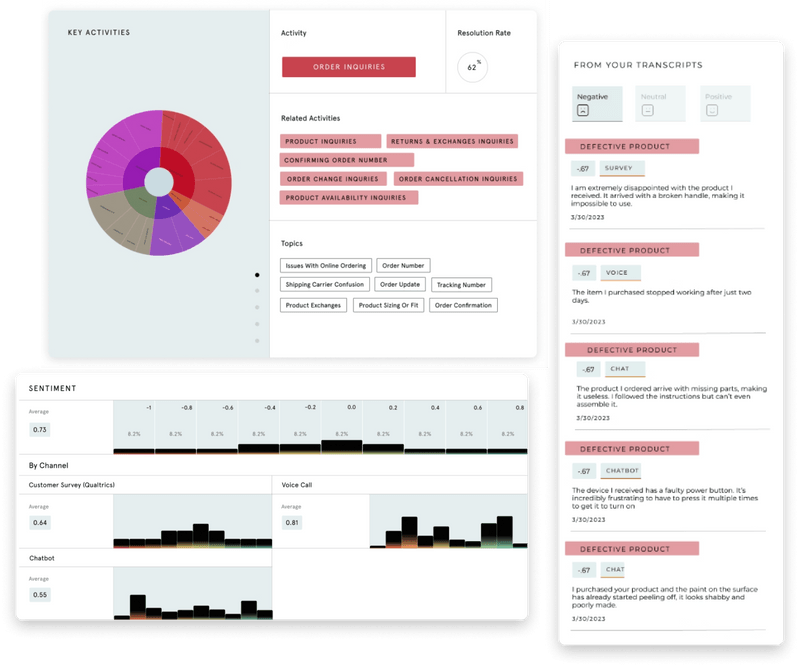 KEY ACTIVITIES
Activity
Resolution Rate
ORDER INQUIRIES
62%
Related Activities
PRODUCT INQUIRIES
RETURNS & EXCHANGES INQUIRIES
CONFIRMING ORDER NUMBER
ORDER CHANGE INQURIES
ORDER CANCELLATION INQUIRIES
PRODUCT AVAILABILITY INQUIRIES
Topics
Issues With Online Ordering
Order Number
Shipping Carrier Confusion
Order Update
Tracking Number
Product Exchanges
Product Sizing Or Fit
Order Confirmation
SENTIMENT
Average
0.73
-1 -0.8 -0.6 -0.4 -0.2 0.0 0.2 0.4 0.6 0.8
8.2% 8.2% 8.2% 8.2% 8.2% 8.2% 8.2% 8.2% 8.2% 8.2%
By Channel
Customer Survey (Qualtrics)
Average
0.64
Voice Call
Average
0.81
Chatbot
Average
0.55
FROM YOUR TRANSCRIPTS
Negative
Neutral
Positive
DEFECTIVE PRODUCT
-.67 SURVEY
I am extremely disappointed with the product I
received. It arrived with a broken handle, making it
impossible to use.
3/30/2023
DEFECTIVE PRODUCT
-.67 VOICE
The item I purchased stopped working after just two
days.
3/30/2023
DEFECTIVE PRODUCT
-.67 CHAT
The product I ordered arrive with missing parts, making
it useless. I followed the instructions but can't even
assemble it.
3/30/2023
DEFECTIVE PRODUCT
-.67 CHATBOT
The device I received has a faulty power button. It's
incredibly frustrating to have to press it multiple times
to get it to turn on
3/30/2023
DEFECTIVE PRODUCT
-.67 CHAT
I purchased your product and the paint on the surface
has already started peeling off, it looks shabby and
poorly made.
3/30/2023